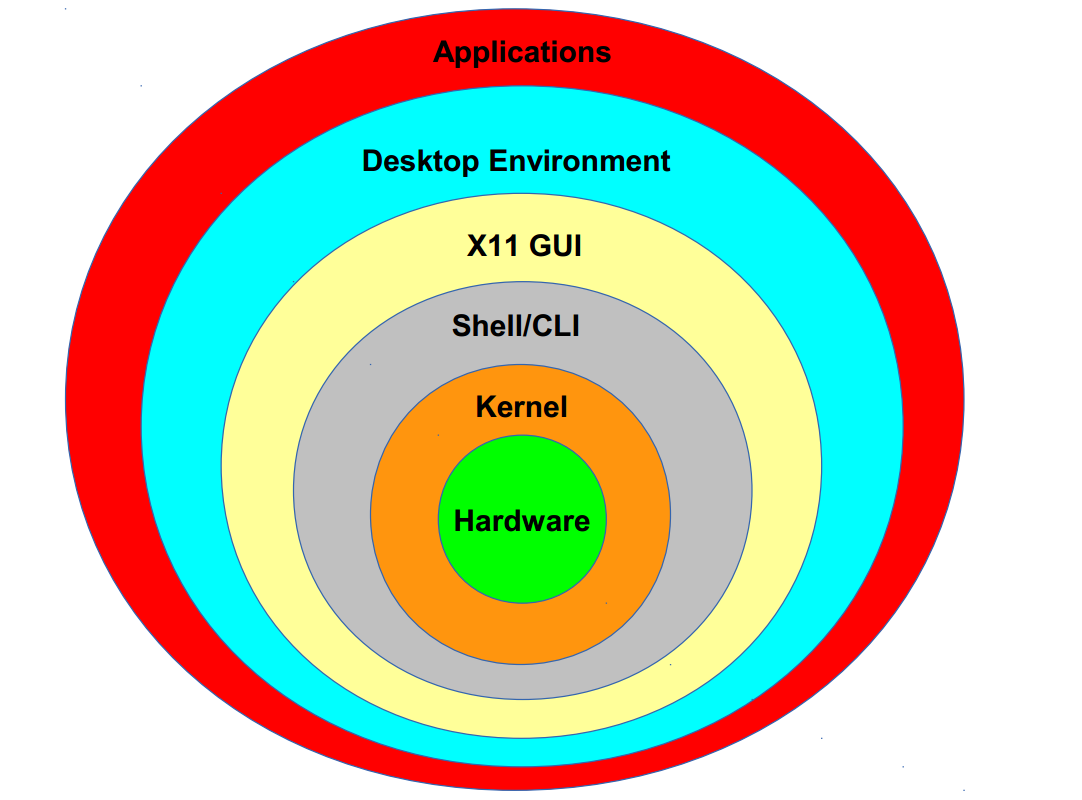 Applications
Desktop Environment
X11 GUI
Shell/CLI
Kernel
Hardware